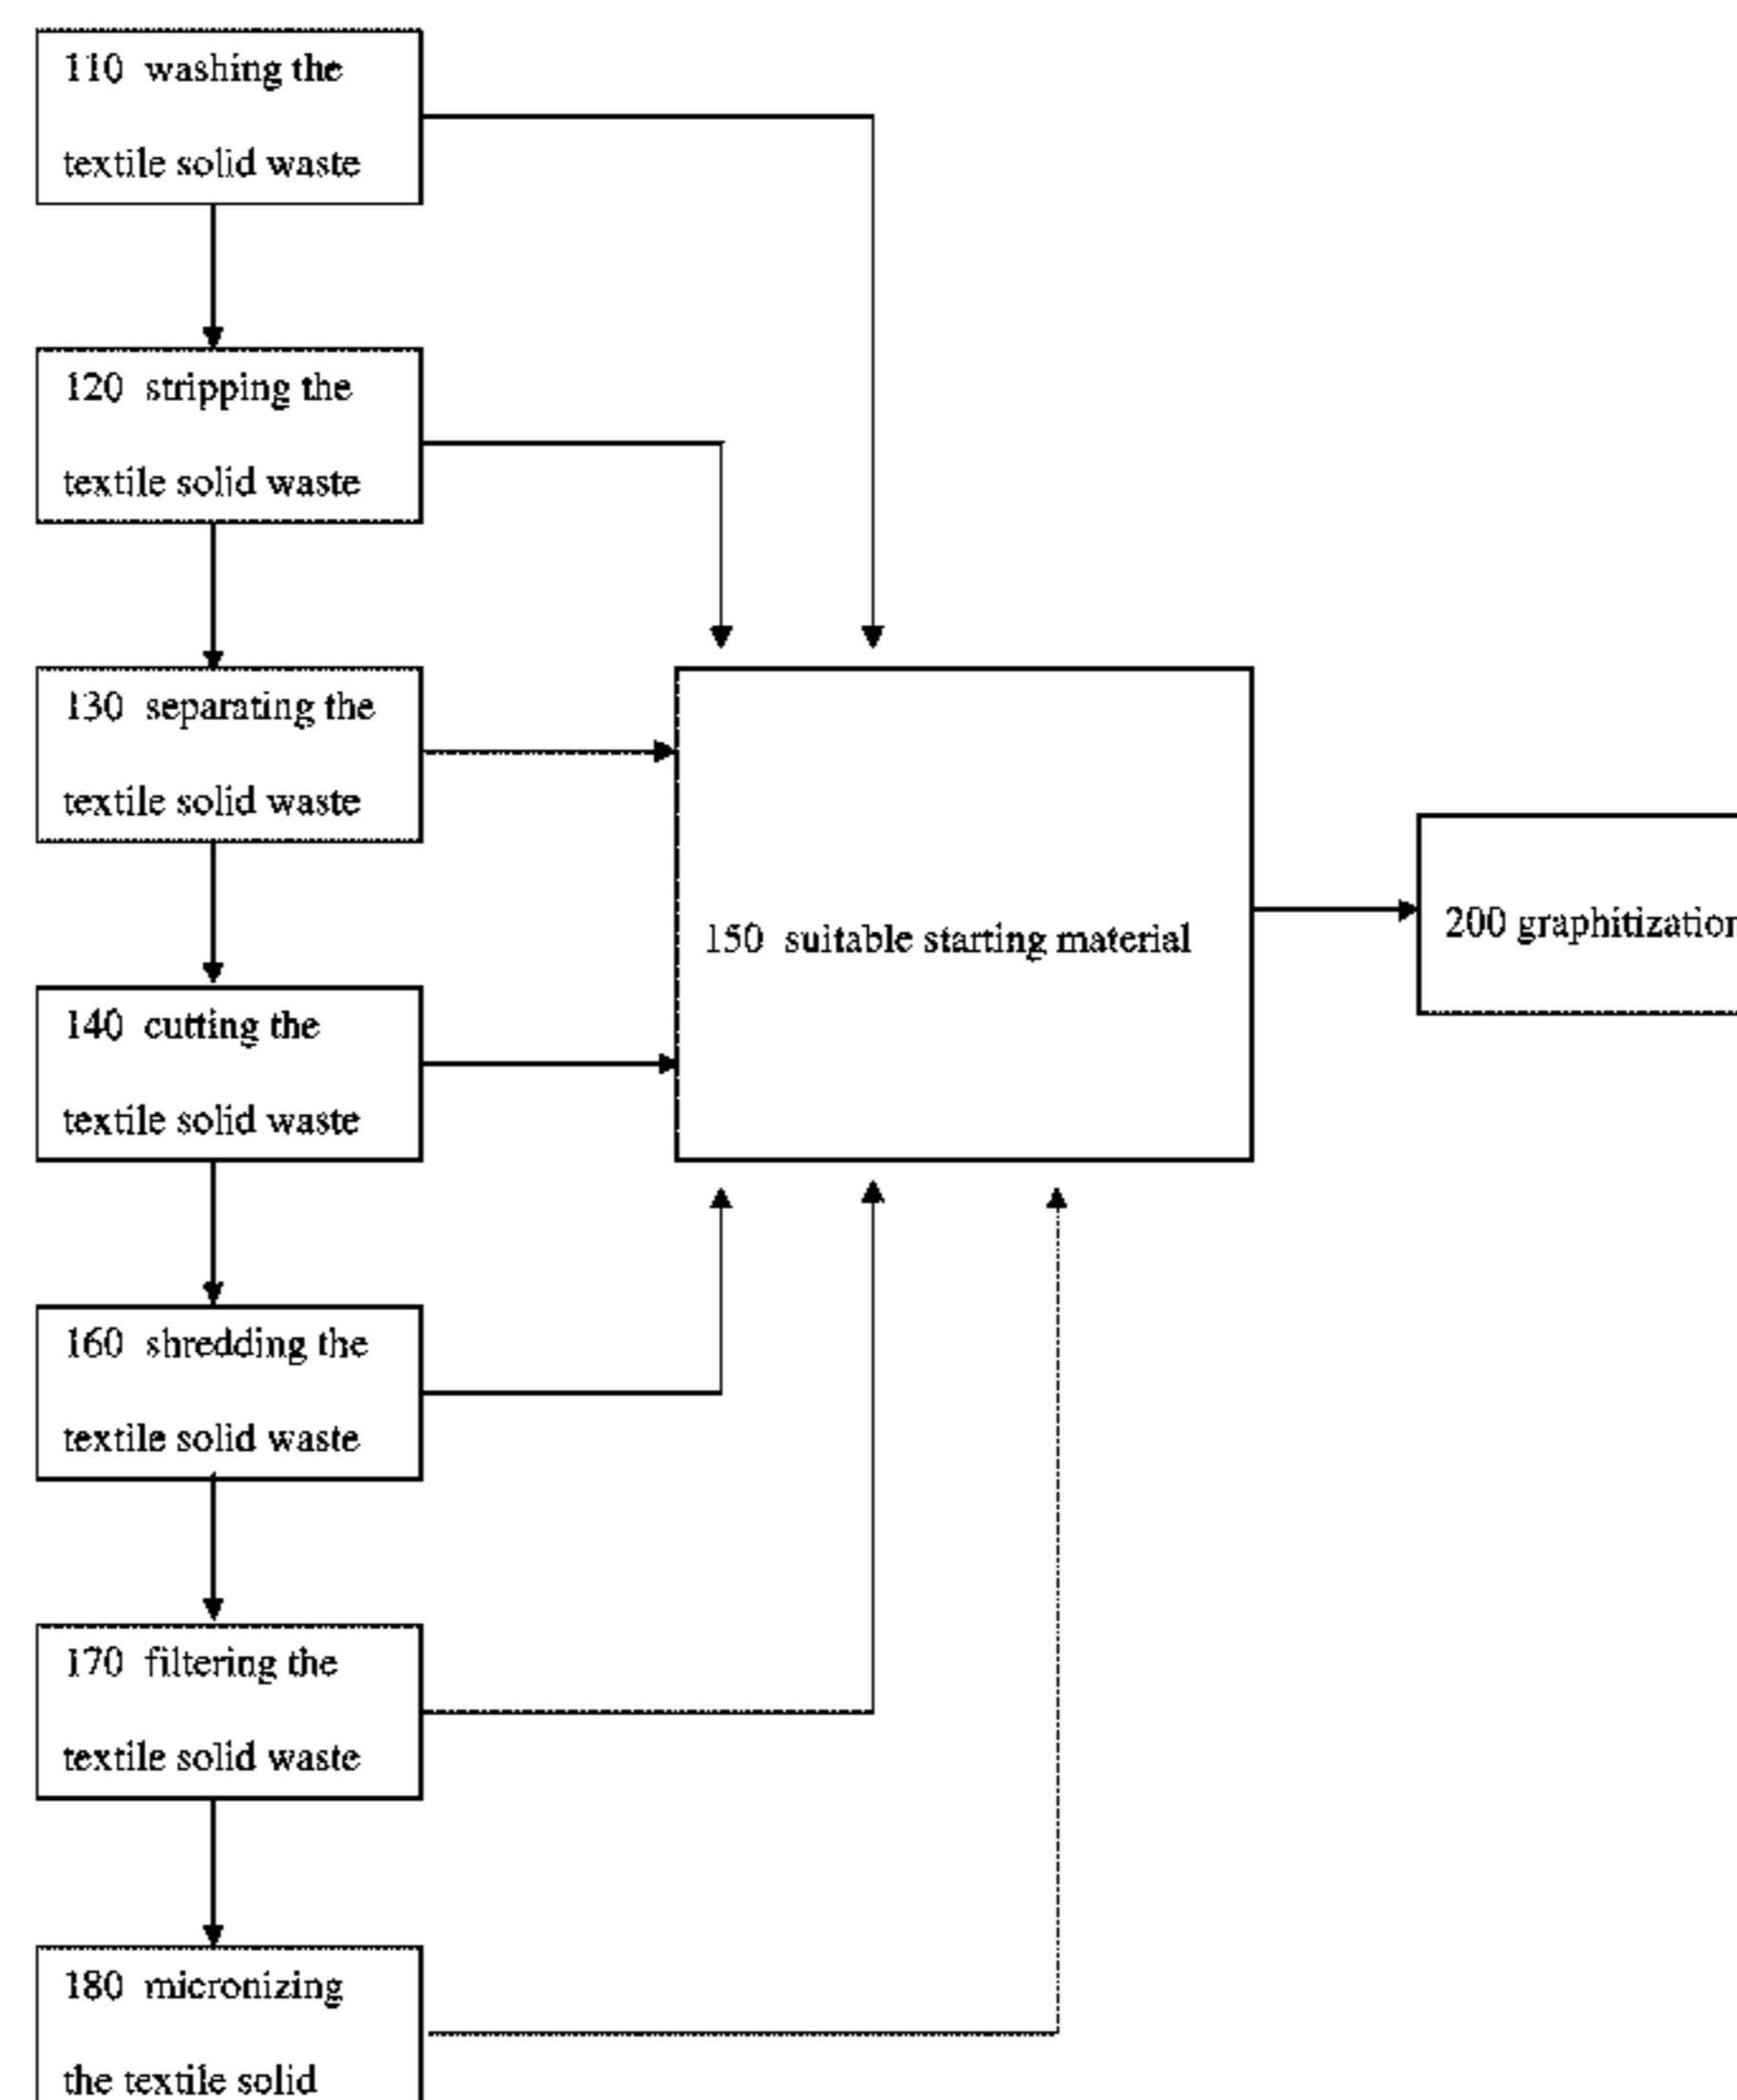 110 washing the
textile solid waste
120 stripping the
textile solid waste
130 separating the
textile solid waste
150 suitable starting material
200 graphitization
140 cutting the
textile solid waste
160 shredding the
textile solid waste
170 filtering the
textile solid waste
180 micronizing
the textile solid